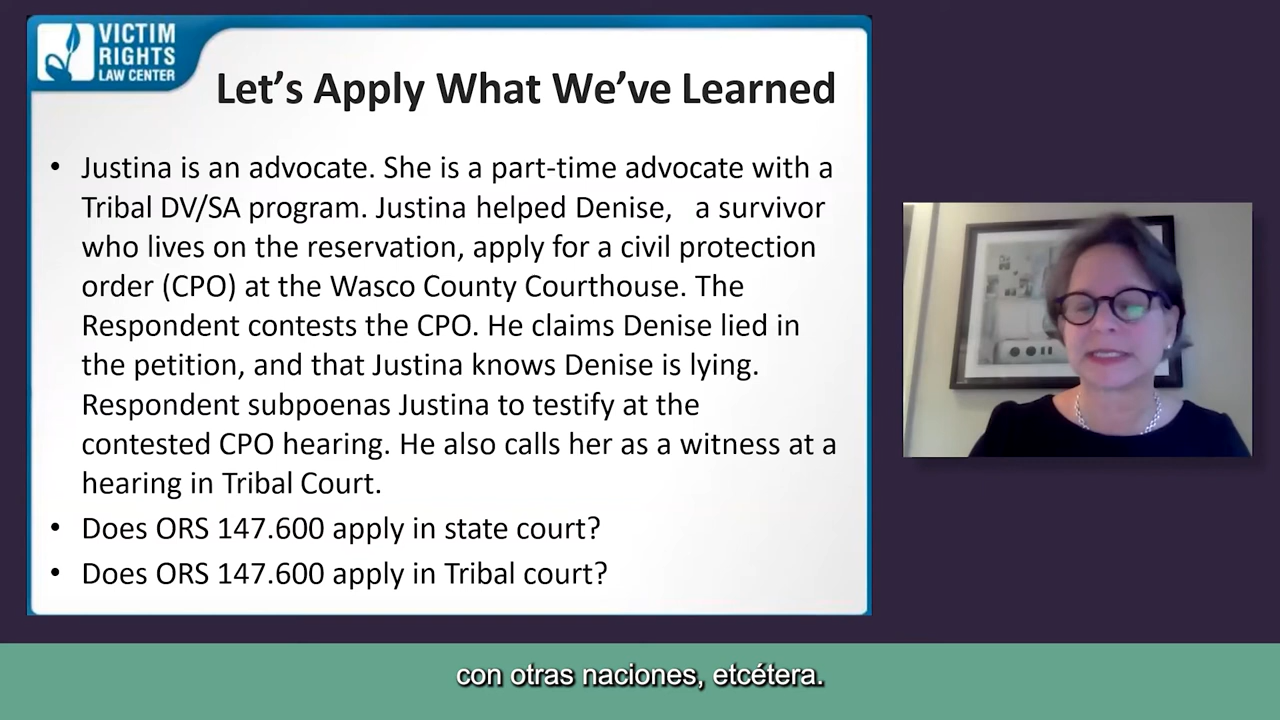 VICTIM
RIGHTS
LAW CENTER
Let's Apply What We've Learned
• Justina is an advocate. She is a part-time advocate with a
Tribal DV/SA program. Justina helped Denise, a survivor
who lives on the reservation, apply for a civil protection
order (CPO) at the Wasco County Courthouse. The
Respondent contests the CPO. He claims Denise lied in
the petition, and that Justina knows Denise is lying.
Respondent subpoenas Justina to testify at the
contested CPO hearing. He also calls her as a witness at a
hearing in Tribal Court.
• Does ORS 147.600 apply in state court?
• Does ORS 147.600 apply in Tribal court?
con otras naciones, etcétera.